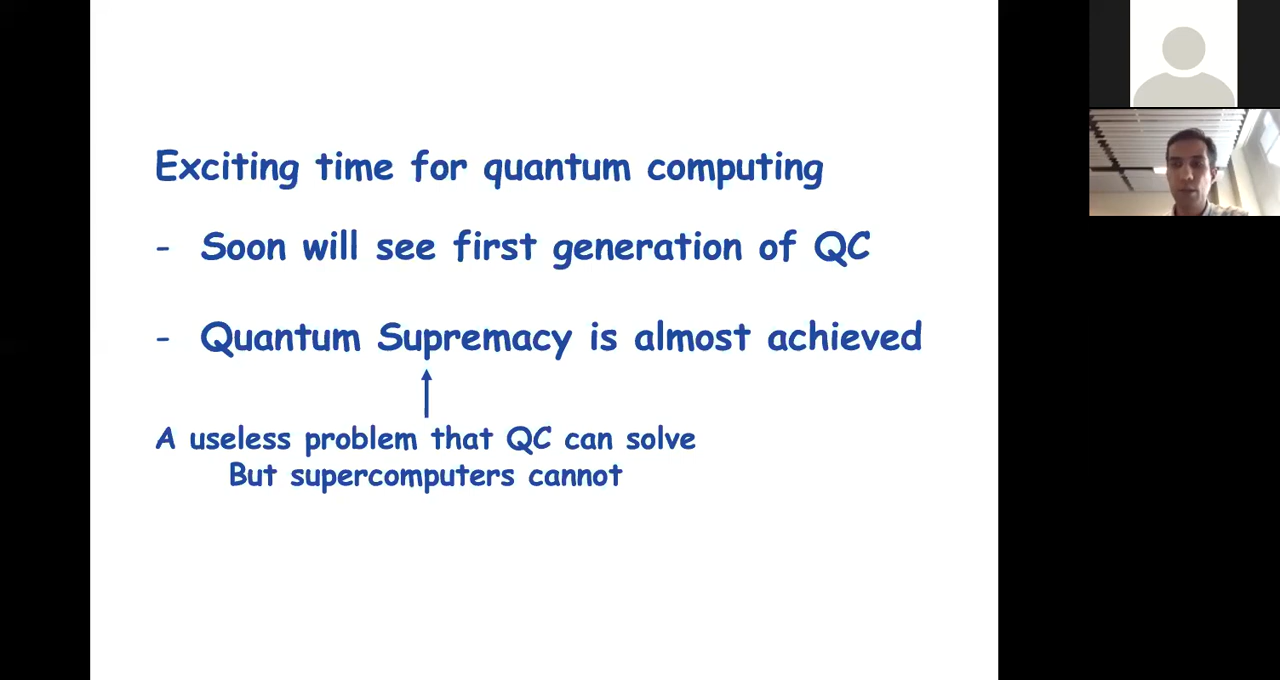 Exciting time for quantum computing
- Soon will see first generation of QC
- Quantum Supremacy is almost achieved
A useless problem that QC can solve
But supercomputers cannot